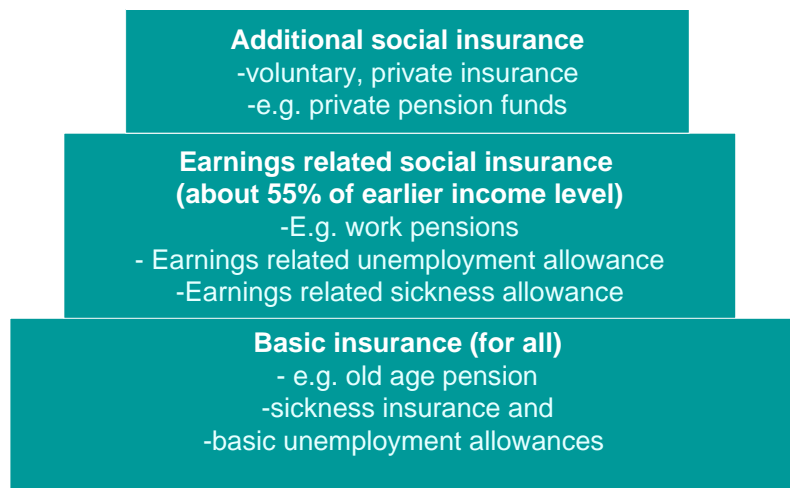 Additional social insurance
-voluntary, private insurance
-e.g. private pension funds
Earnings related social insurance
(about 55% of earlier income level)
-E.g. work pensions
- Earnings related unemployment allowance
-Earnings related sickness allowance
Basic insurance (for all)
- e.g. old age pension
-sickness insurance and
-basic unemployment allowances